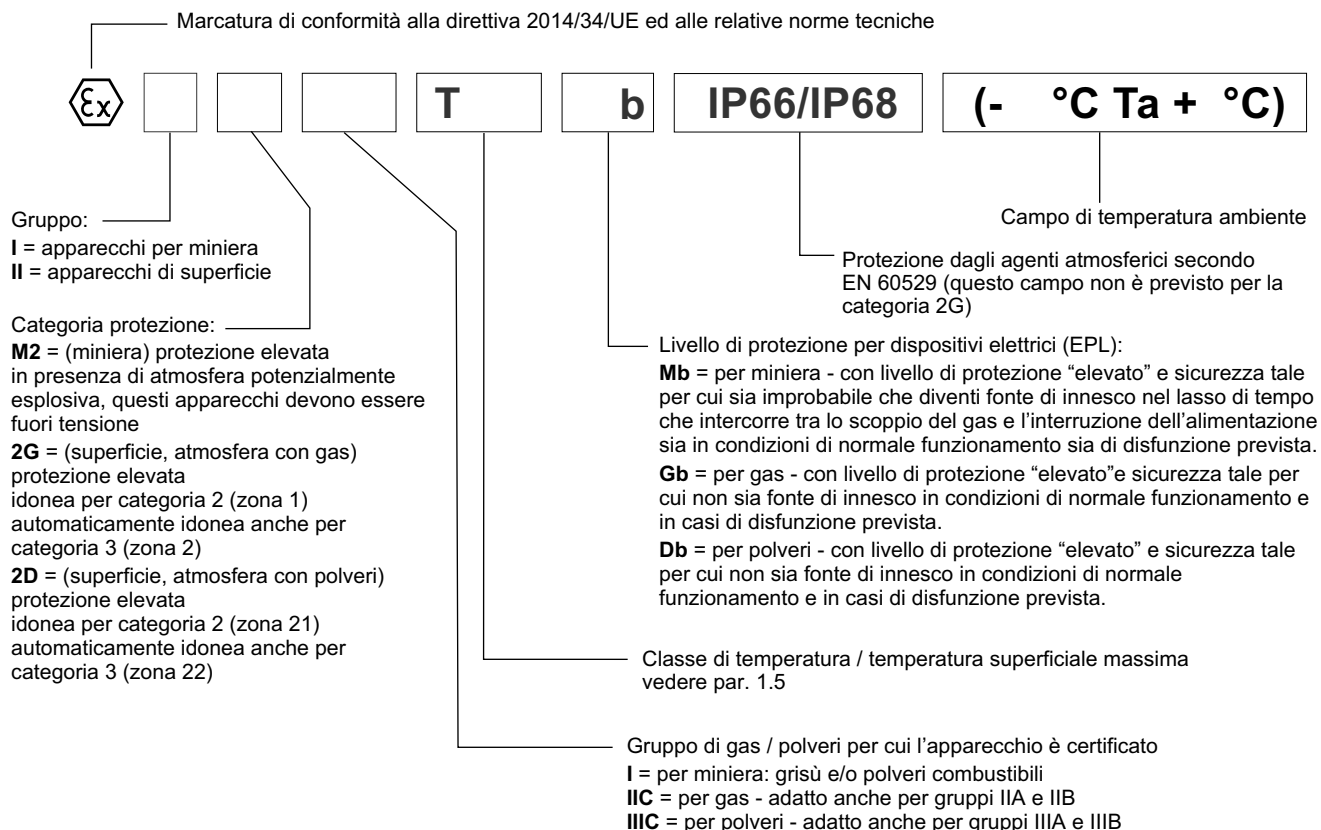 Marcatura di conformità alla direttiva 2014/34/UE ed alle relative norme tecniche
Ex T b IP66/IP68 (- °C Ta + °C)
Gruppo:
I = apparecchi per miniera
II = apparecchi di superficie
Categoria protezione:
M2 = (miniera) protezione elevata
in presenza di atmosfera potenzialmente
esplosiva, questi apparecchi devono essere
fuori tensione
2G = (superficie, atmosfera con gas)
protezione elevata
idonea per categoria 2 (zona 1)
automaticamente idonea anche per
categoria 3 (zona 2)
2D = (superficie, atmosfera con polveri)
protezione elevata
idonea per categoria 2 (zona 21)
automaticamente idonea anche per
categoria 3 (zona 22)
Campo di temperatura ambiente
Protezione dagli agenti atmosferici secondo
EN 60529 (questo campo non è previsto per la
categoria 2G)
Livello di protezione per dispositivi elettrici (EPL):
Mb = per miniera - con livello di protezione “elevato” e sicurezza tale
per cui sia improbabile che diventi fonte di innesco nel lasso di tempo
che intercorre tra lo scoppio del gas e l’interruzione dell’alimentazione
sia in condizioni di normale funzionamento sia di disfunzione prevista.
Gb = per gas - con livello di protezione “elevato”e sicurezza tale per
cui non sia fonte di innesco in condizioni di normale funzionamento e
in casi di disfunzione prevista.
Db = per polveri - con livello di protezione “elevato” e sicurezza tale
per cui non sia fonte di innesco in condizioni di normale
funzionamento e in casi di disfunzione prevista.
Classe di temperatura / temperatura superficiale massima
vedere par. 1.5
Gruppo di gas / polveri per cui l’apparecchio è certificato
I = per miniera: grisù e/o polveri combustibili
IIC = per gas - adatto anche per gruppi IIA e IIB
IIIC = per polveri - adatto anche per gruppi IIIA e IIIB